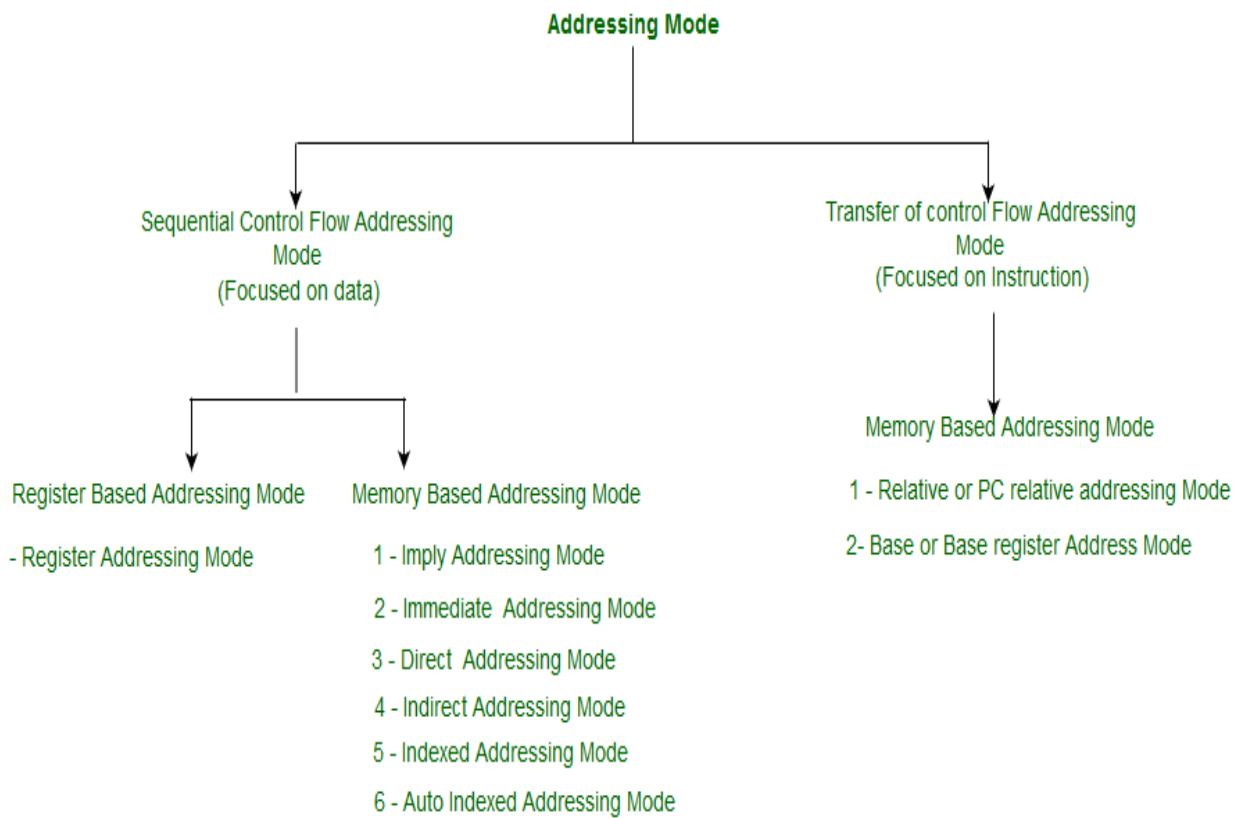 Addressing Mode
Sequential Control Flow Addressing
Mode
(Focused on data)
Transfer of control Flow Addressing
Mode
(Focused on Instruction)
Register Based Addressing Mode
- Register Addressing Mode
Memory Based Addressing Mode
1 - Imply Addressing Mode
2 - Immediate Addressing Mode
3 - Direct Addressing Mode
4 - Indirect Addressing Mode
5 - Indexed Addressing Mode
6 - Auto Indexed Addressing Mode
Memory Based Addressing Mode
1 - Relative or PC relative addressing Mode
2- Base or Base register Address Mode